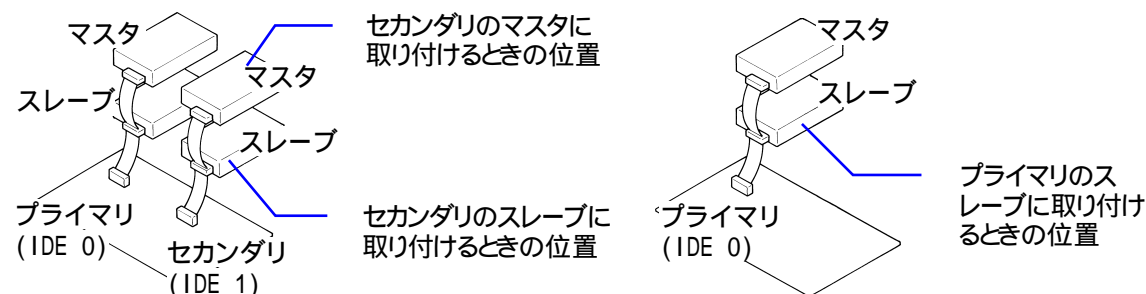 マスタ
スレーブ
マスタ
スレーブ
プライマリ
(IDE 0)
セカンダリ
(IDE 1)
セカンダリのマスタに
取り付けるときの位置
セカンダリのスレーブに
取り付けるときの位置
マスタ
スレーブ
プライマリ
(IDE 0)
プライマリのス
レーブに取り付け
るときの位置